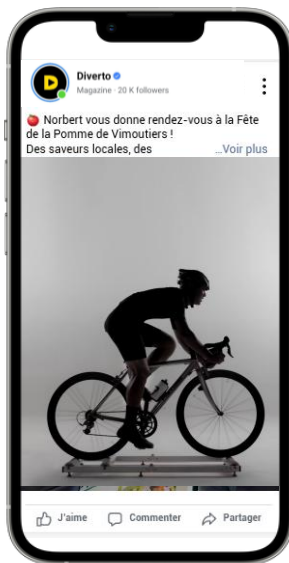 Diverto
Magazine · 20 K followers
🍎 Norbert vous donne rendez-vous à la Fête
de la Pomme de Vimoutiers !
Des saveurs locales, des ...Voir plus
J'aime Commenter Partager